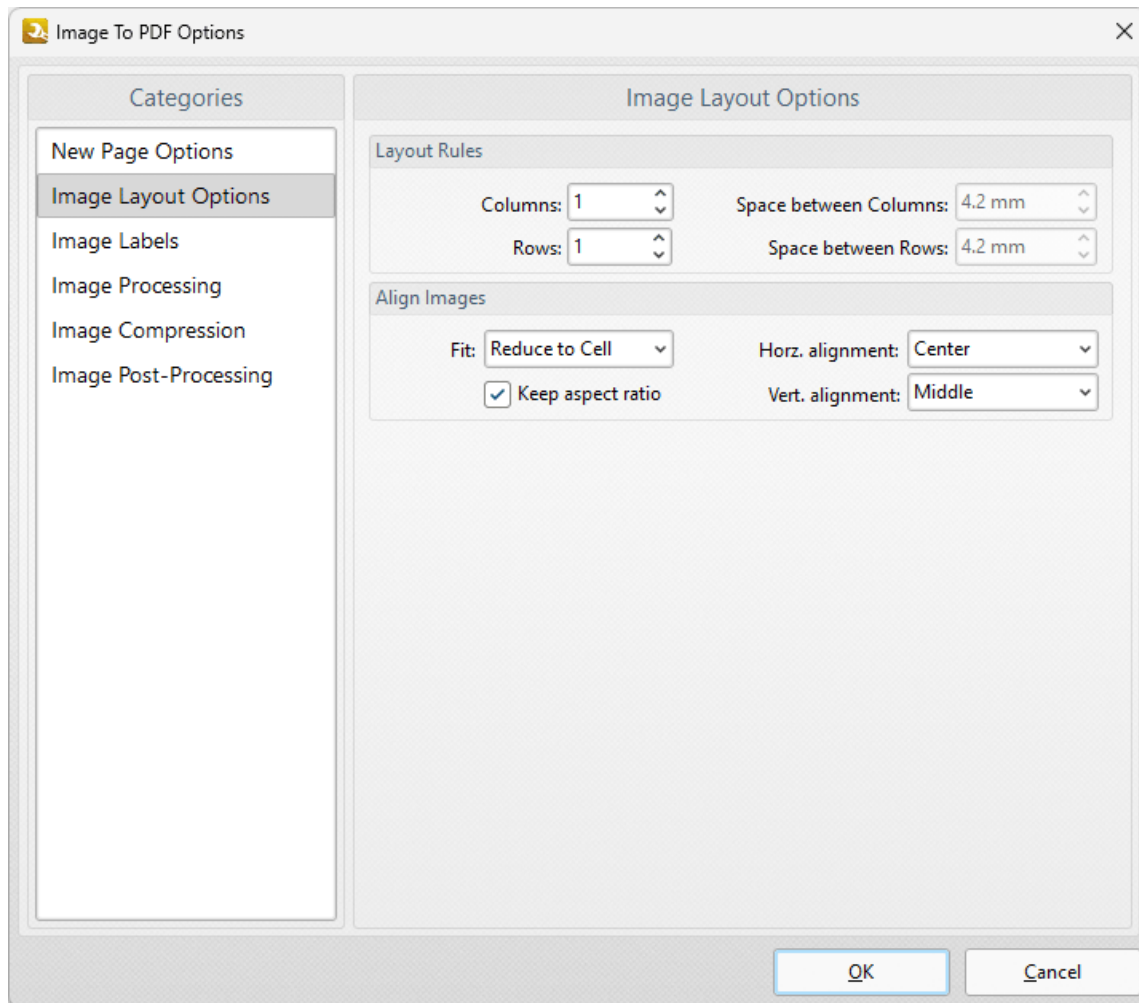 Image To PDF Options
Categories
New Page Options
Image Layout Options
Image Labels
Image Processing
Image Compression
Image Post-Processing
Image Layout Options
Layout Rules
Columns: 1 Space between Columns: 4.2 mm
Rows: 1 Space between Rows: 4.2 mm
Align Images
Fit: Reduce to Cell Horz. alignment: Center
Keep aspect ratio Vert. alignment: Middle
OK Cancel